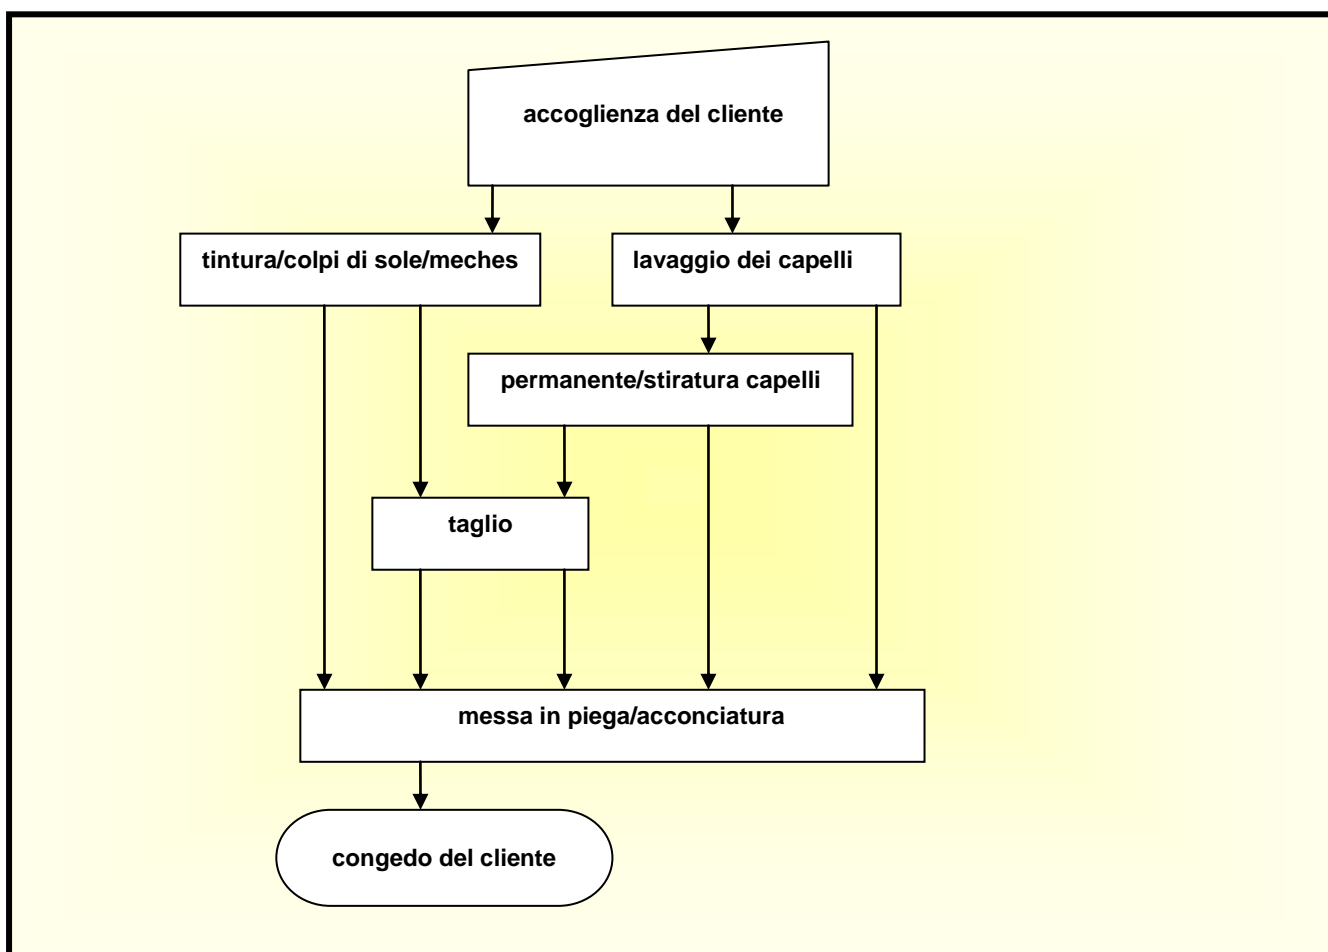 accoglienza del cliente
tintura/colpi di sole/meches
lavaggio dei capelli
permanente/stiratura capelli
taglio
messa in piega/acconciatura
congedo del cliente